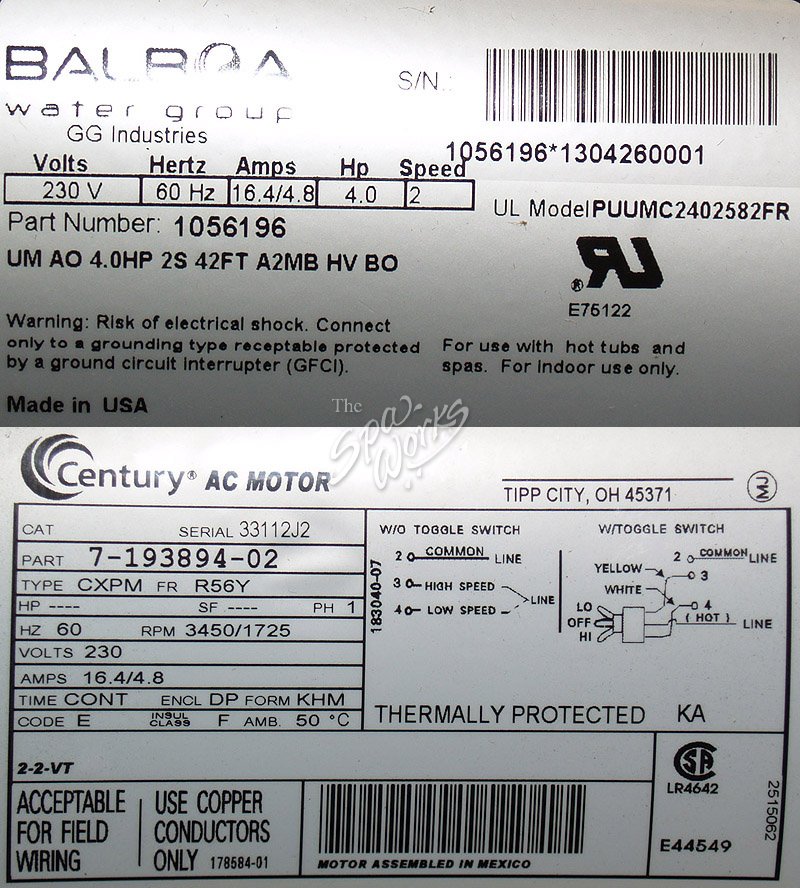 BALBOA
water group
GG Industries
S/N.:
1056196*1304260001
Volts Hertz Amps Hp Speed
230 V 60 Hz 16.4/4.8 4.0 2
UL Model PUUMC2402582FR
Part Number: 1056196
UM AO 4.0HP 2S 42FT A2MB HV BO
® UR
E75122
Warning: Risk of electrical shock. Connect
only to a grounding type receptable protected
by a ground circuit interrupter (GFCI).
For use with hot tubs and
spas. For Indoor use only.
Made in USA
The
Spa Works
Century® AC MOTOR
TIPP CITY, OH 45371
MJ
CAT SERIAL 33112J2
PART 7-193894-02
TYPE CXPM FR R56Y
HP ---- SF ---- PH 1
HZ 60 RPM 3450/1725
VOLTS 230
AMPS 16.4/4.8
TIME CONT ENCL DP FORM KHM
CODE E INSUL CLASS F AMB. 50 °C
183040-07
W/O TOGGLE SWITCH
2 COMMON LINE
3 HIGH SPEED
4 LOW SPEED
LINE
W/TOGGLE SWITCH
2 COMMON LINE
YELLOW 3
WHITE 4
LO
OFF
HI
( HOT ) LINE
THERMALLY PROTECTED KA
2-2-VT
ACCEPTABLE
FOR FIELD
WIRING
USE COPPER
CONDUCTORS
ONLY 178584-01
MOTOR ASSEMBLED IN MEXICO
SA
LR4642
E44549
2515062